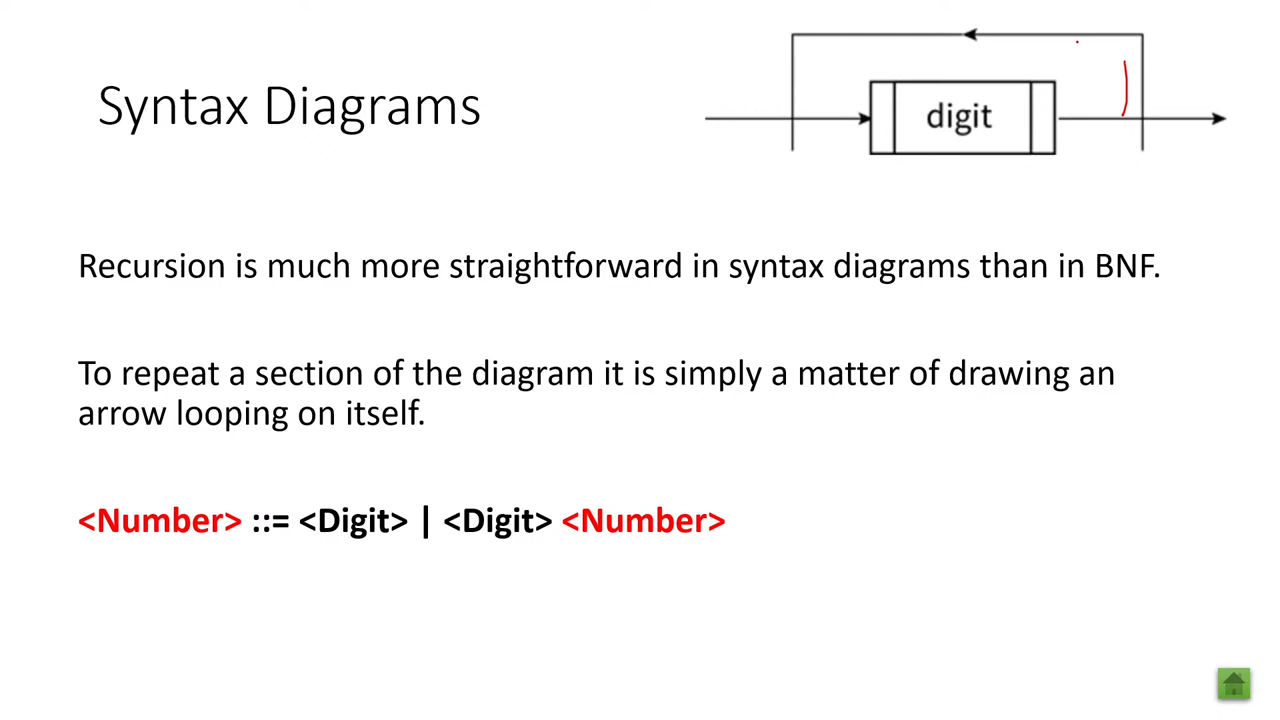 Syntax Diagrams
digit
Recursion is much more straightforward in syntax diagrams than in BNF.
To repeat a section of the diagram it is simply a matter of drawing an
arrow looping on itself.
<Number> ::= <Digit> | <Digit> <Number>